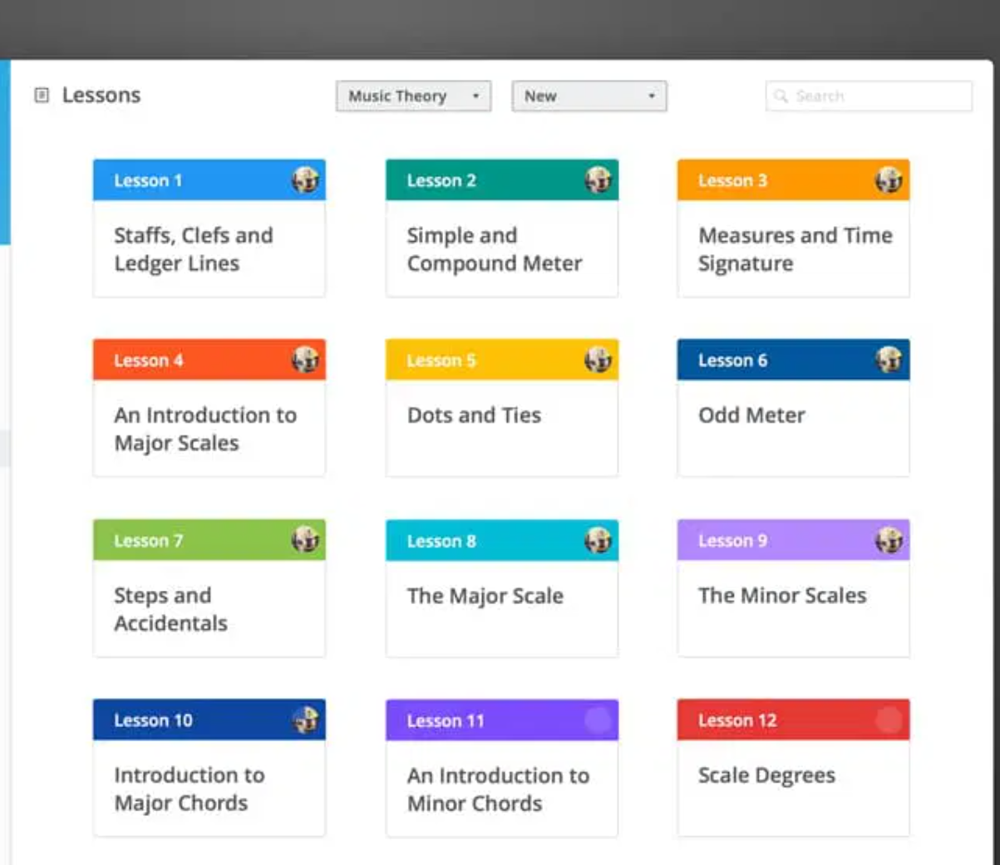 Lessons
Music Theory
New
Search
Lesson 1
Staffs, Clefs and
Ledger Lines
Lesson 2
Simple and
Compound Meter
Lesson 3
Measures and Time
Signature
Lesson 4
An Introduction to
Major Scales
Lesson 5
Dots and Ties
Lesson 6
Odd Meter
Lesson 7
Steps and
Accidentals
Lesson 8
The Major Scale
Lesson 9
The Minor Scales
Lesson 10
Introduction to
Major Chords
Lesson 11
An Introduction to
Minor Chords
Lesson 12
Scale Degrees